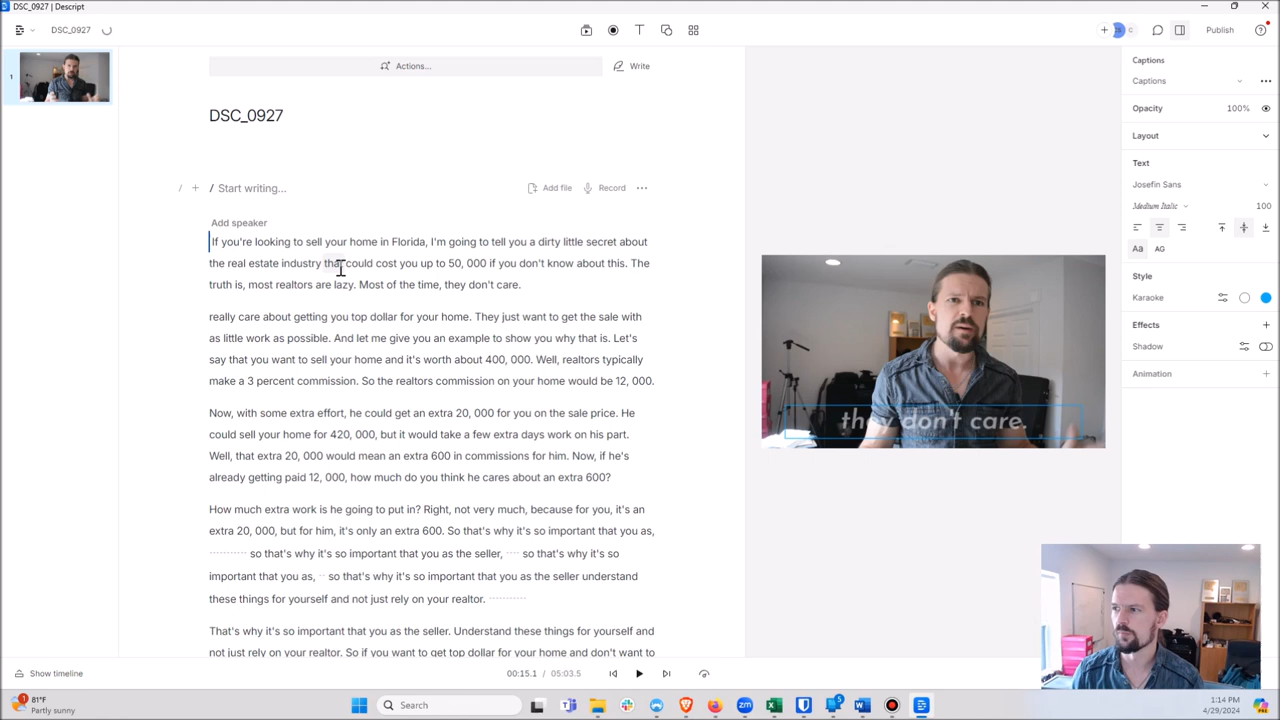 DSC_0927 | Descript
DSC_0927
Publish
1
Actions...
Write
DSC_0927
/ + / Start writing...
Add file
Record
Add speaker
If you're looking to sell your home in Florida, I'm going to tell you a dirty little secret about
the real estate industry that could cost you up to 50, 000 if you don't know about this. The
truth is, most realtors are lazy. Most of the time, they don't care.
really care about getting you top dollar for your home. They just want to get the sale with
as little work as possible. And let me give you an example to show you why that is. Let's
say that you want to sell your home and it's worth about 400, 000. Well, realtors typically
make a 3 percent commission. So the realtors commission on your home would be 12, 000.
Now, with some extra effort, he could get an extra 20, 000 for you on the sale price. He
could sell your home for 420, 000, but it would take a few extra days work on his part.
Well, that extra 20, 000 would mean an extra 600 in commissions for him. Now, if he's
already getting paid 12, 000, how much do you think he cares about an extra 600?
How much extra work is he going to put in? Right, not very much, because for you, it's an
extra 20, 000, but for him, it's only an extra 600. So that's why it's so important that you as,
so that's why it's so important that you as the seller, so that's why it's so
important that you as, so that's why it's so important that you as the seller understand
these things for yourself and not just rely on your realtor.
That's why it's so important that you as the seller. Understand these things for yourself and
not just rely on your realtor. So if you want to get top dollar for your home and don't want to
they don't care.
Captions
Captions
Opacity 100%
Layout
Text
Josefin Sans
Medium Italic 100
Aa AG
Style
Karaoke
Effects
Shadow
Animation
Show timeline
00:15.1 / 05:03.5
1
81°F
Partly sunny
Search
zm
5
1:14 PM
4/29/2024